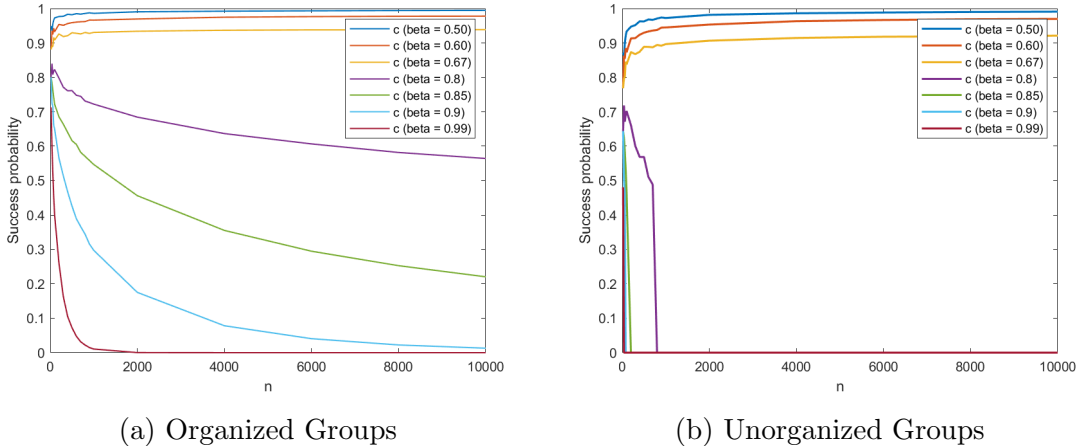 1
0.9
0.8
0.7
0.6
0.5
0.4
0.3
0.2
0.1
0
Success probability
0 2000 4000 6000 8000 10000
n
c (beta = 0.50)
c (beta = 0.60)
c (beta = 0.67)
c (beta = 0.8)
c (beta = 0.85)
c (beta = 0.9)
c (beta = 0.99)
(a) Organized Groups
1
0.9
0.8
0.7
0.6
0.5
0.4
0.3
0.2
0.1
0
Success probability
0 2000 4000 6000 8000 10000
n
c (beta = 0.50)
c (beta = 0.60)
c (beta = 0.67)
c (beta = 0.8)
c (beta = 0.85)
c (beta = 0.9)
c (beta = 0.99)
(b) Unorganized Groups